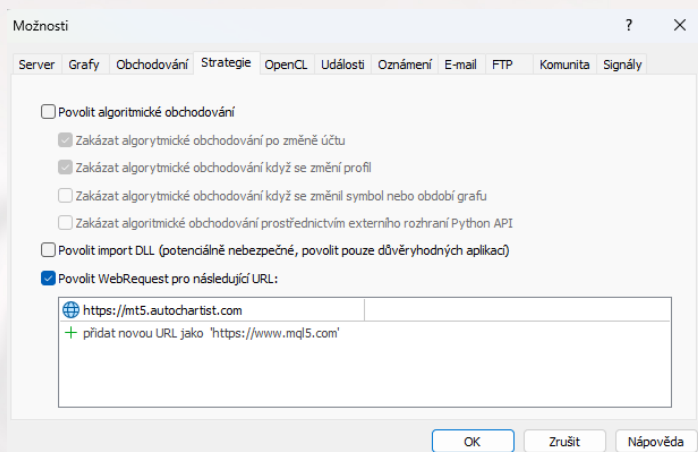 Možnosti ? ×
Server Grafy Obchodování Strategie OpenCL Události Oznámení E-mail FTP Komunita Signály
Povolit algoritmické obchodování
Zakázat algorytmické obchodování po změně účtu
Zakázat algorytmické obchodování když se změní profil
Zakázat algorytmické obchodování když se změnil symbol nebo období grafu
Zakázat algoritmické obchodování prostřednictvím externího rozhraní Python API
Povolit import DLL (potenciálně nebezpečné, povolit pouze důvěryhodných aplikací)
Povolit WebRequest pro následující URL:
https://mt5.autochartist.com
přidat novou URL jako 'https://www.mql5.com'
OK Zrušit Nápověda